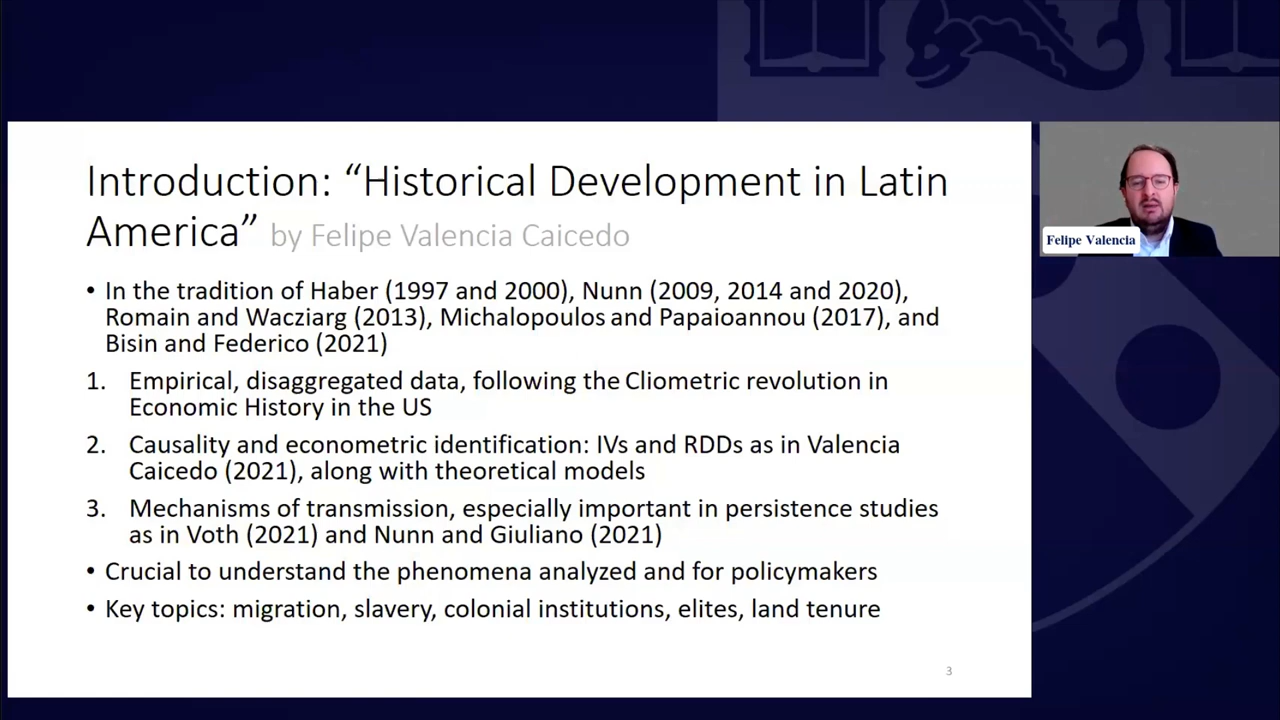 Introduction: “Historical Development in Latin
America” by Felipe Valencia Caicedo
• In the tradition of Haber (1997 and 2000), Nunn (2009, 2014 and 2020),
Romain and Wacziarg (2013), Michalopoulos and Papaioannou (2017), and
Bisin and Federico (2021)
1. Empirical, disaggregated data, following the Cliometric revolution in
Economic History in the US
2. Causality and econometric identification: IVs and RDDs as in Valencia
Caicedo (2021), along with theoretical models
3. Mechanisms of transmission, especially important in persistence studies
as in Voth (2021) and Nunn and Giuliano (2021)
• Crucial to understand the phenomena analyzed and for policymakers
• Key topics: migration, slavery, colonial institutions, elites, land tenure
3
Felipe Valencia